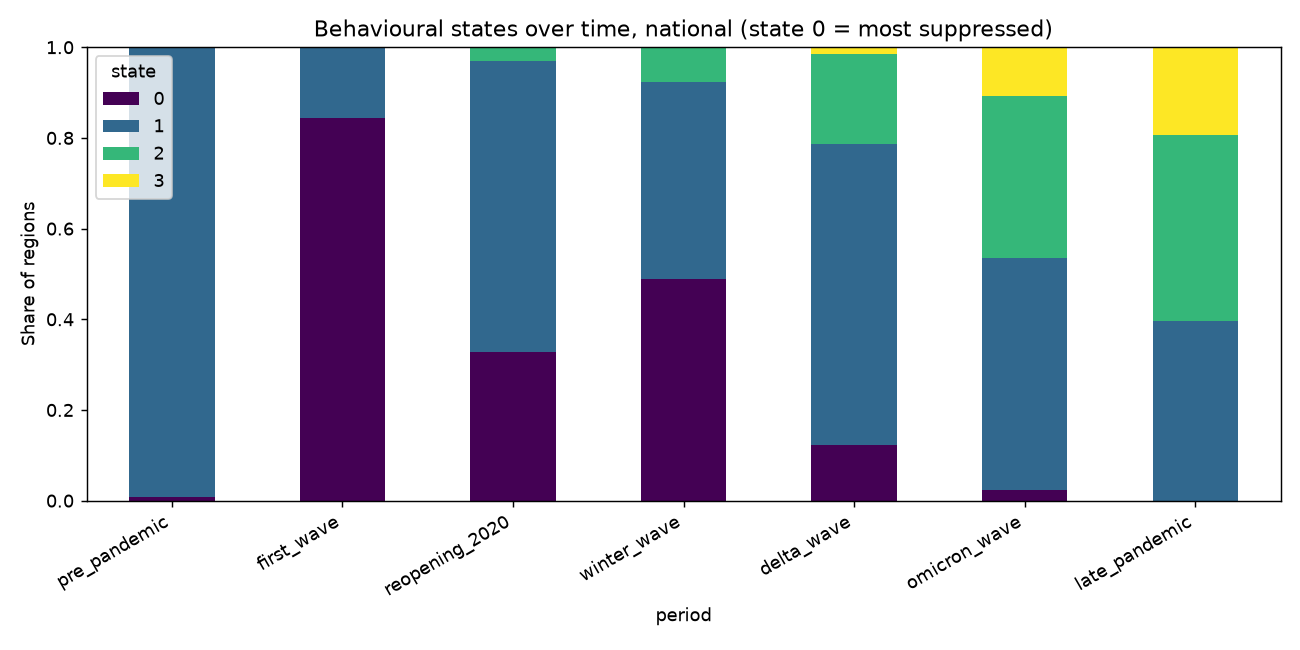 Behavioural states over time, national (state 0 = most suppressed)
Share of regions
1.0
0.8
0.6
0.4
0.2
0.0
state
0
1
2
3
pre_pandemic
first_wave
reopening_2020
winter_wave
delta_wave
omicron_wave
late_pandemic
period